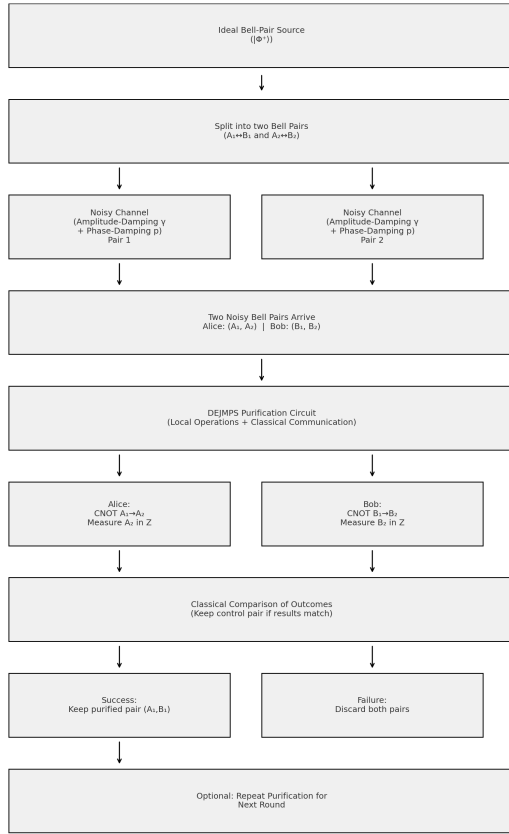 Ideal Bell-Pair Source
(|Φ⁺⟩)
Split into two Bell Pairs
(A₁↔B₁ and A₂↔B₂)
Noisy Channel
(Amplitude-Damping γ
+ Phase-Damping p)
Pair 1
Noisy Channel
(Amplitude-Damping γ
+ Phase-Damping p)
Pair 2
Two Noisy Bell Pairs Arrive
Alice: (A₁, A₂) | Bob: (B₁, B₂)
DEJMPS Purification Circuit
(Local Operations + Classical Communication)
Alice:
CNOT A₁→A₂
Measure A₂ in Z
Bob:
CNOT B₁→B₂
Measure B₂ in Z
Classical Comparison of Outcomes
(Keep control pair if results match)
Success:
Keep purified pair (A₁,B₁)
Failure:
Discard both pairs
Optional: Repeat Purification for
Next Round